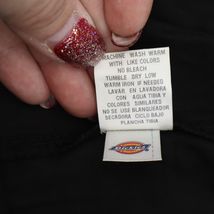 MACHINE WASH WARM
WITH LIKE COLORS
NO BLEACH
TUMBLE DRY LOW
WARM IRON IF NEEDED
LAVAR EN LAVADORA
CON AGUA TIBIA Y
COLORES SIMILARES
NO SE USE BLANQUEADOR
SECADORA CICLO BAJO
PLANCHA TIBIA
Dickies